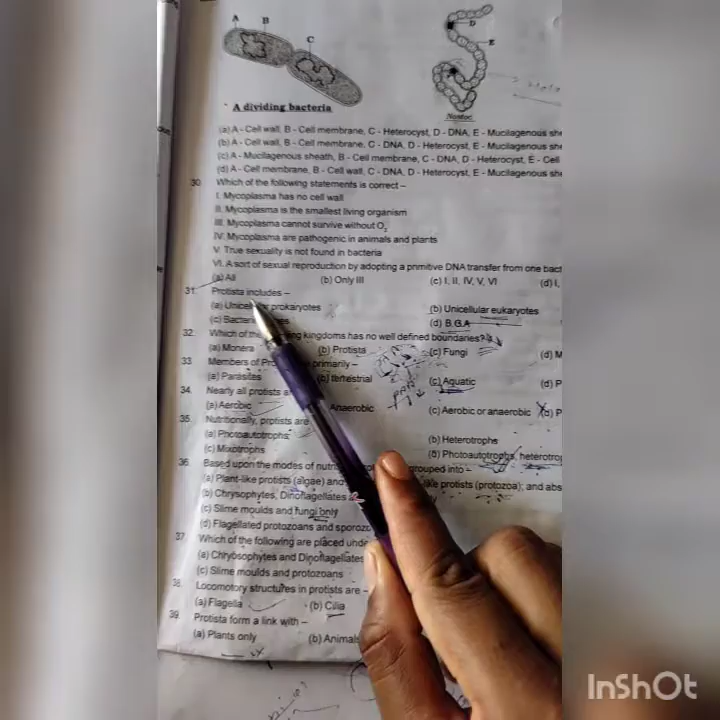 A B C
D
E
A dividing bacteria
Nostoc
(a) A - Cell wall, B - Cell membrane, C - Heterocyst, D - DNA, E - Mucilagenous she
(b) A - Cell wall, B - Cell membrane, C - DNA, D - Heterocyst, E - Mucilagenous she
(c) A - Mucilagenous sheath, B - Cell membrane, C - DNA, D - Heterocyst, E - Cell
(d) A - Cell membrane, B - Cell wall, C - DNA, D - Heterocyst, E - Mucilagenous she
30. Which of the following statements is correct –
I. Mycoplasma has no cell wall
II. Mycoplasma is the smallest living organism
III. Mycoplasma cannot survive without O₂
IV. Mycoplasma are pathogenic in animals and plants
V. True sexuality is not found in bacteria
VI. A sort of sexual reproduction by adopting a primitive DNA transfer from one bact
(a) All (b) Only III (c) I, II, IV, V, VI (d) I,
31. Protista includes –
(a) Unicellular prokaryotes (b) Unicellular eukaryotes
(c) (d) B.G.A
32. Which of the kingdoms has no well defined boundaries?
(a) Monera (b) Protista (c) Fungi (d) M
33. Members of primarily –
(a) Parasites (b) terrestrial (c) Aquatic (d) P
34. Nearly all protists
(a) Aerobic Anaerobic (c) Aerobic or anaerobic (d) P
35. Nutritionally, protists are
(a) Photoautotrophs (b) Heterotrophs
(c) Mixotrophs (d) Photoautotrophs, heterotrop
36. Based upon the modes of grouped into –
(a) Plant-like protists (algae) and protists (protozoa); and abs
(b) Chrysophytes, Dinoflagellates
(c) Slime moulds and fungi only
(d) Flagellated protozoans and sporozo
37. Which of the following are placed unde
(a) Chrysophytes and Dinoflagellates
(c) Slime moulds and protozoans
38. Locomotory structures in protists are –
(a) Flagella (b) Cilia
39. Protista form a link with –
(a) Plants only (b) Animals
InShOt